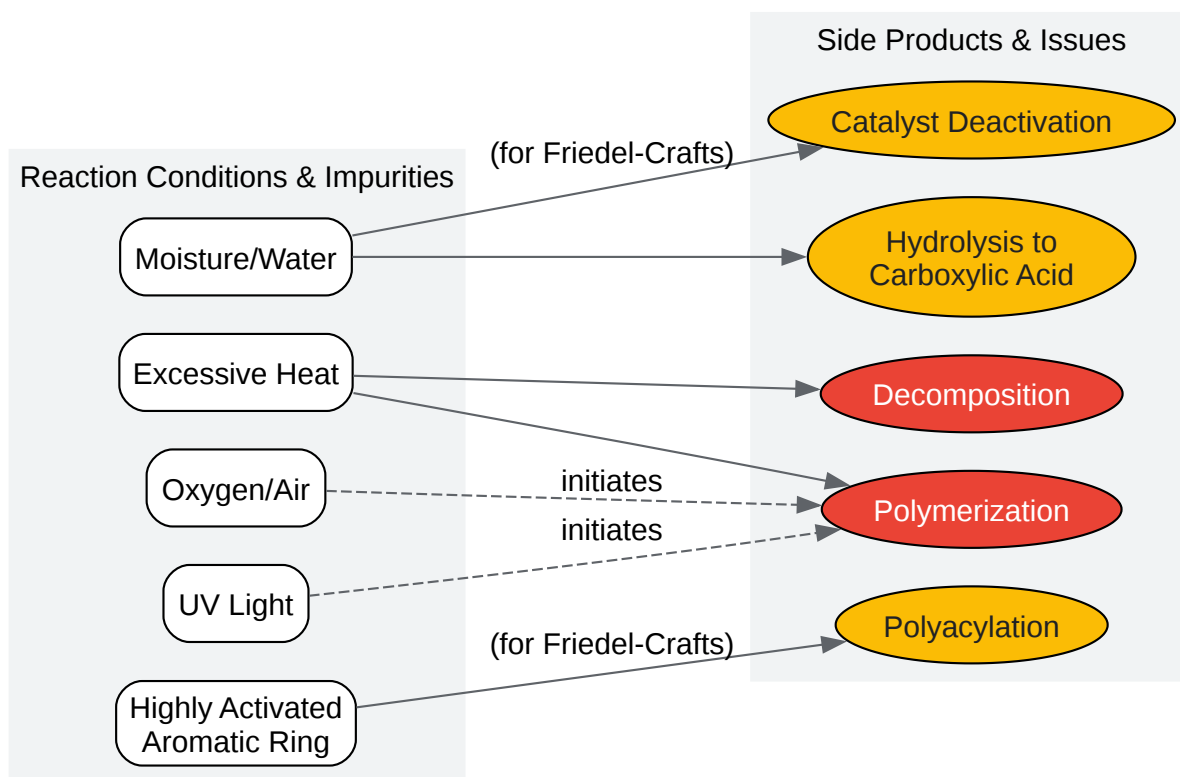 Side Products & Issues
Catalyst Deactivation
(for Friedel-Crafts)
Reaction Conditions & Impurities
Moisture/Water
Hydrolysis to
Carboxylic Acid
Excessive Heat
Decomposition
Oxygen/Air
initiates
Polymerization
initiates
UV Light
Polyacylation
(for Friedel-Crafts)
Highly Activated
Aromatic Ring